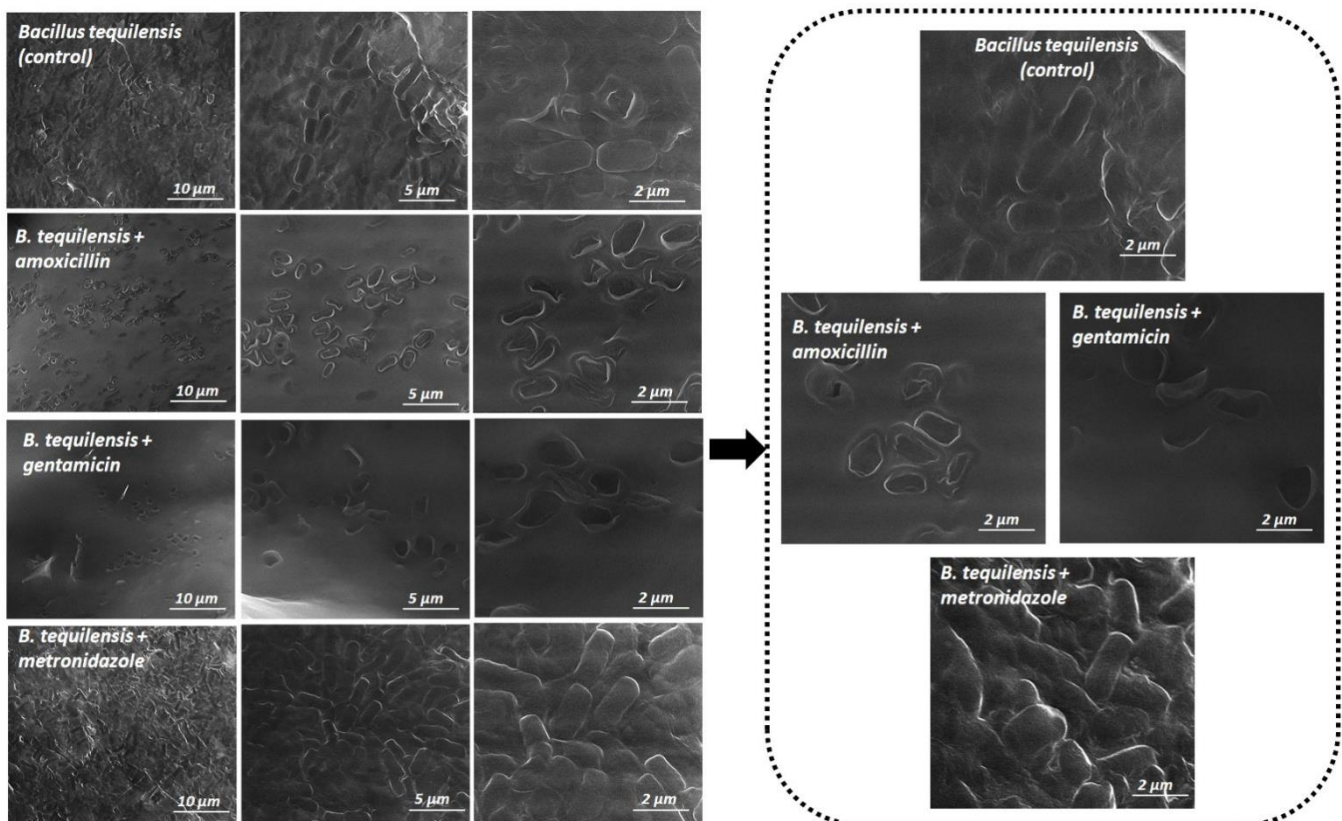 Bacillus tequilensis
(control)
10 µm
5 µm
2 µm
B. tequilensis +
amoxicillin
10 µm
5 µm
2 µm
B. tequilensis +
gentamicin
10 µm
5 µm
2 µm
B. tequilensis +
metronidazole
10 µm
5 µm
2 µm
Bacillus tequilensis
(control)
2 µm
B. tequilensis +
amoxicillin
2 µm
B. tequilensis +
gentamicin
2 µm
B. tequilensis +
metronidazole
2 µm